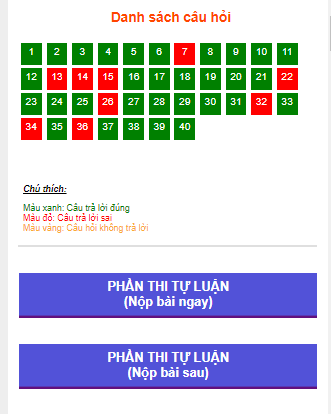 Danh sách câu hỏi
1 2 3 4 5 6 7 8 9 10 11
12 13 14 15 16 17 18 19 20 21 22
23 24 25 26 27 28 29 30 31 32 33
34 35 36 37 38 39 40
Chú thích:
Màu xanh: Câu trả lời đúng
Màu đỏ: Câu trả lời sai
Màu vàng: Câu hỏi không trả lời
PHẦN THI TỰ LUẬN
(Nộp bài ngay)
PHẦN THI TỰ LUẬN
(Nộp bài sau)